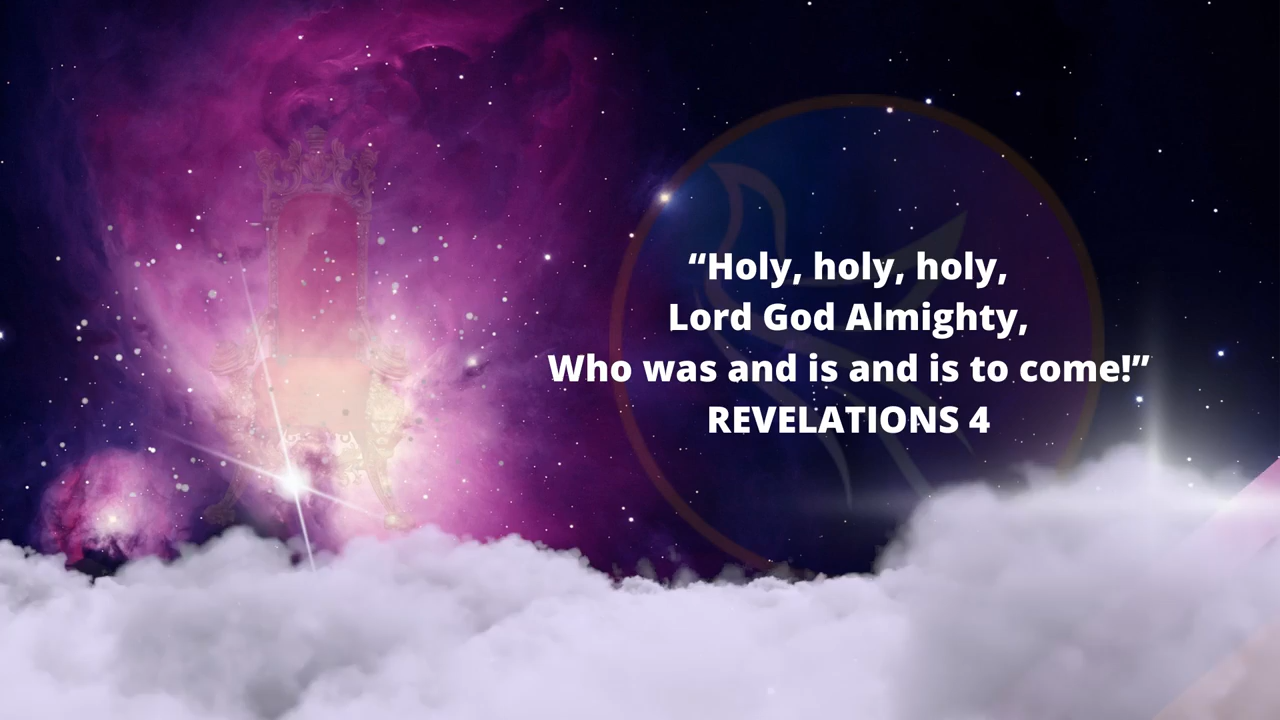 “Holy, holy, holy,
Lord God Almighty,
Who was and is and is to come!”
REVELATIONS 4